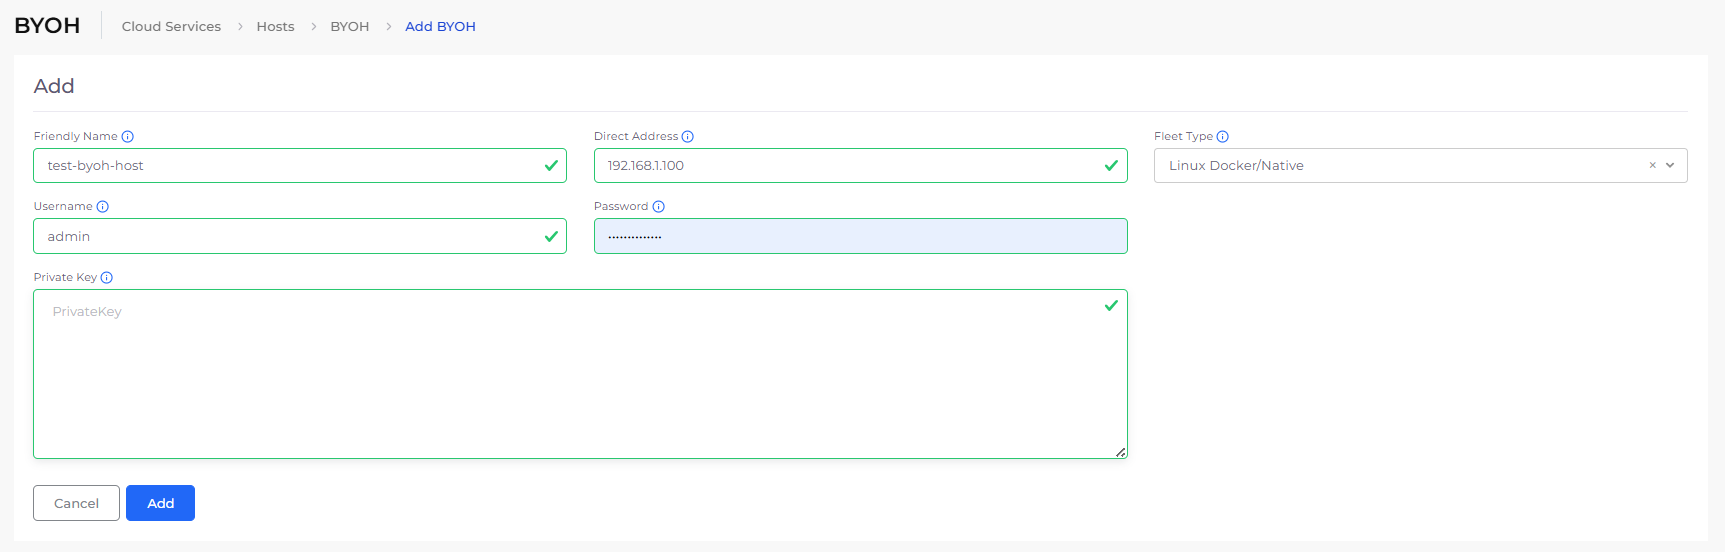 BYOH Cloud Services > Hosts > BYOH > Add BYOH
Add
Friendly Name Direct Address Fleet Type
test-byoh-host 192.168.1.100 Linux Docker/Native
Username Password
admin ··············
Private Key
PrivateKey
Cancel Add